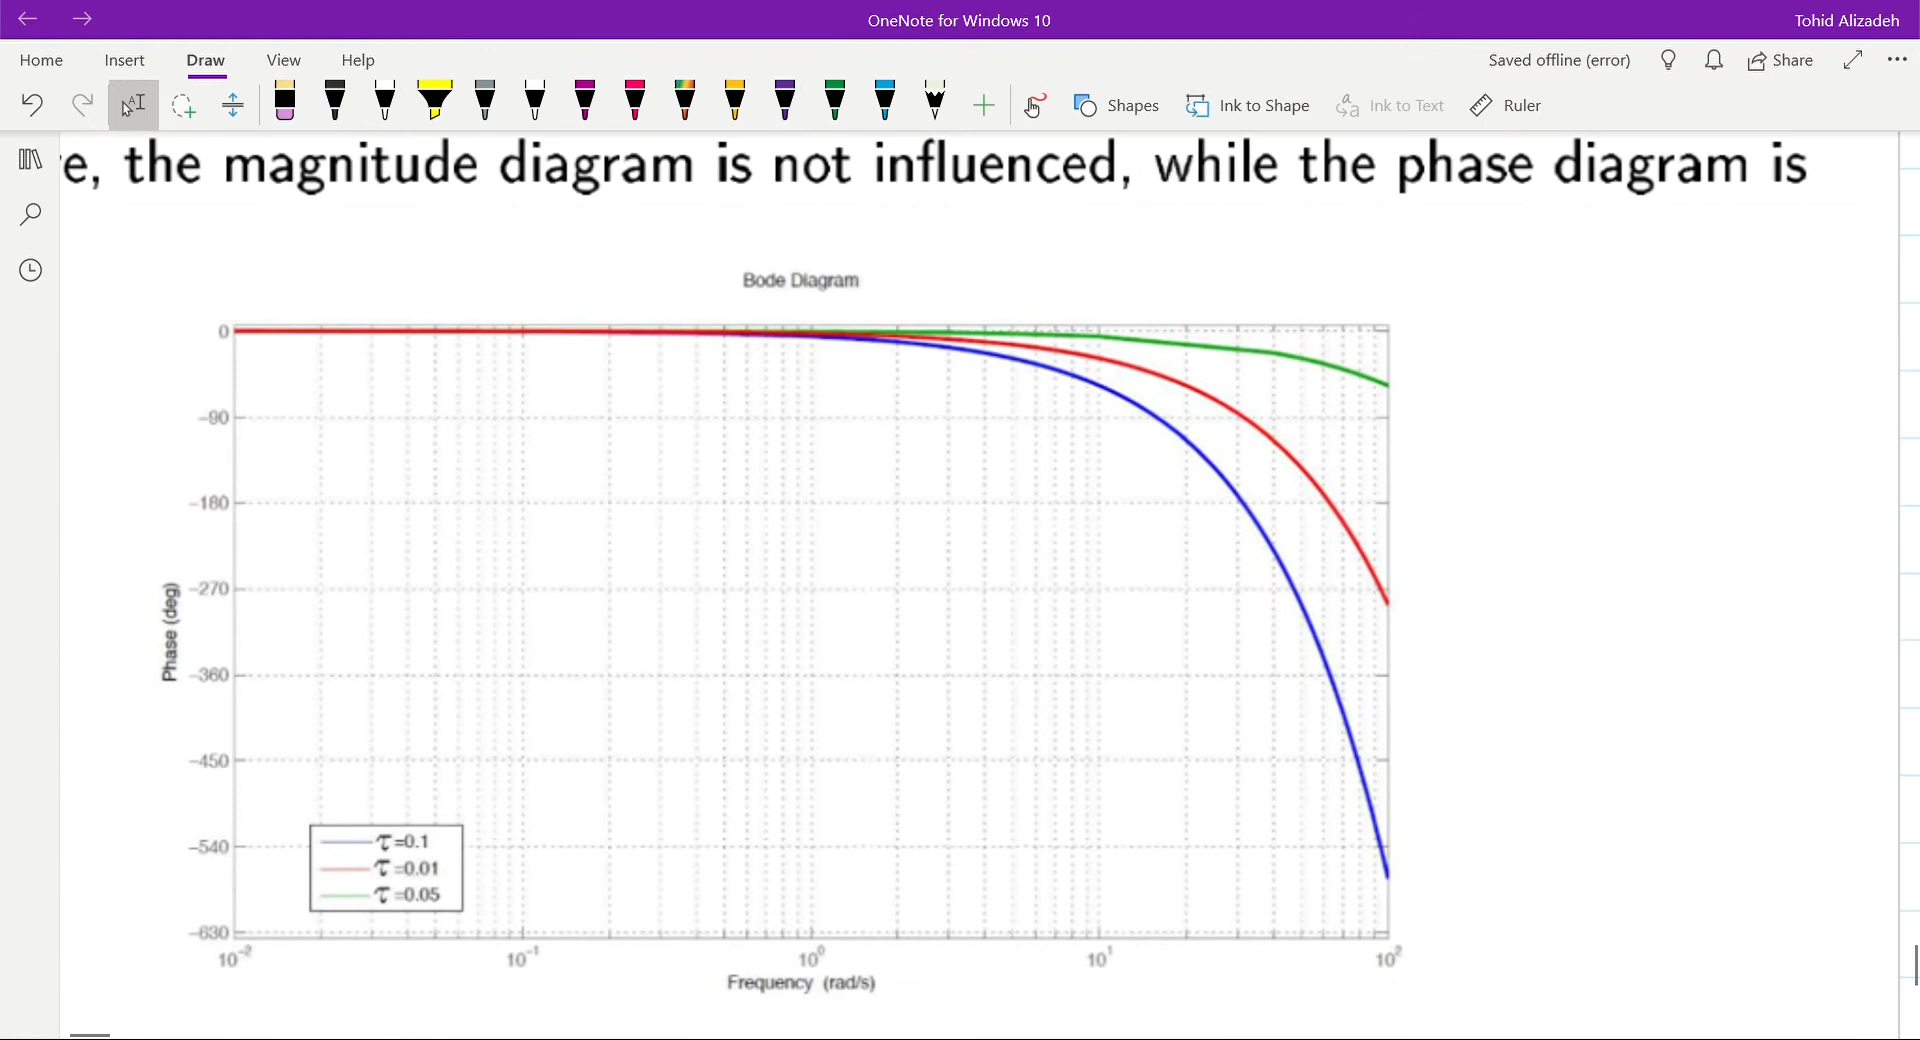 OneNote for Windows 10
Tohid Alizadeh
Home Insert Draw View Help
Saved offline (error) Share
Shapes Ink to Shape Ink to Text Ruler
e, the magnitude diagram is not influenced, while the phase diagram is
Bode Diagram
0
-90
-180
-270
-360
-450
-540
-630
Phase (deg)
τ=0.1
τ=0.01
τ=0.05
10⁻² 10⁻¹ 10⁰ 10¹ 10²
Frequency (rad/s)